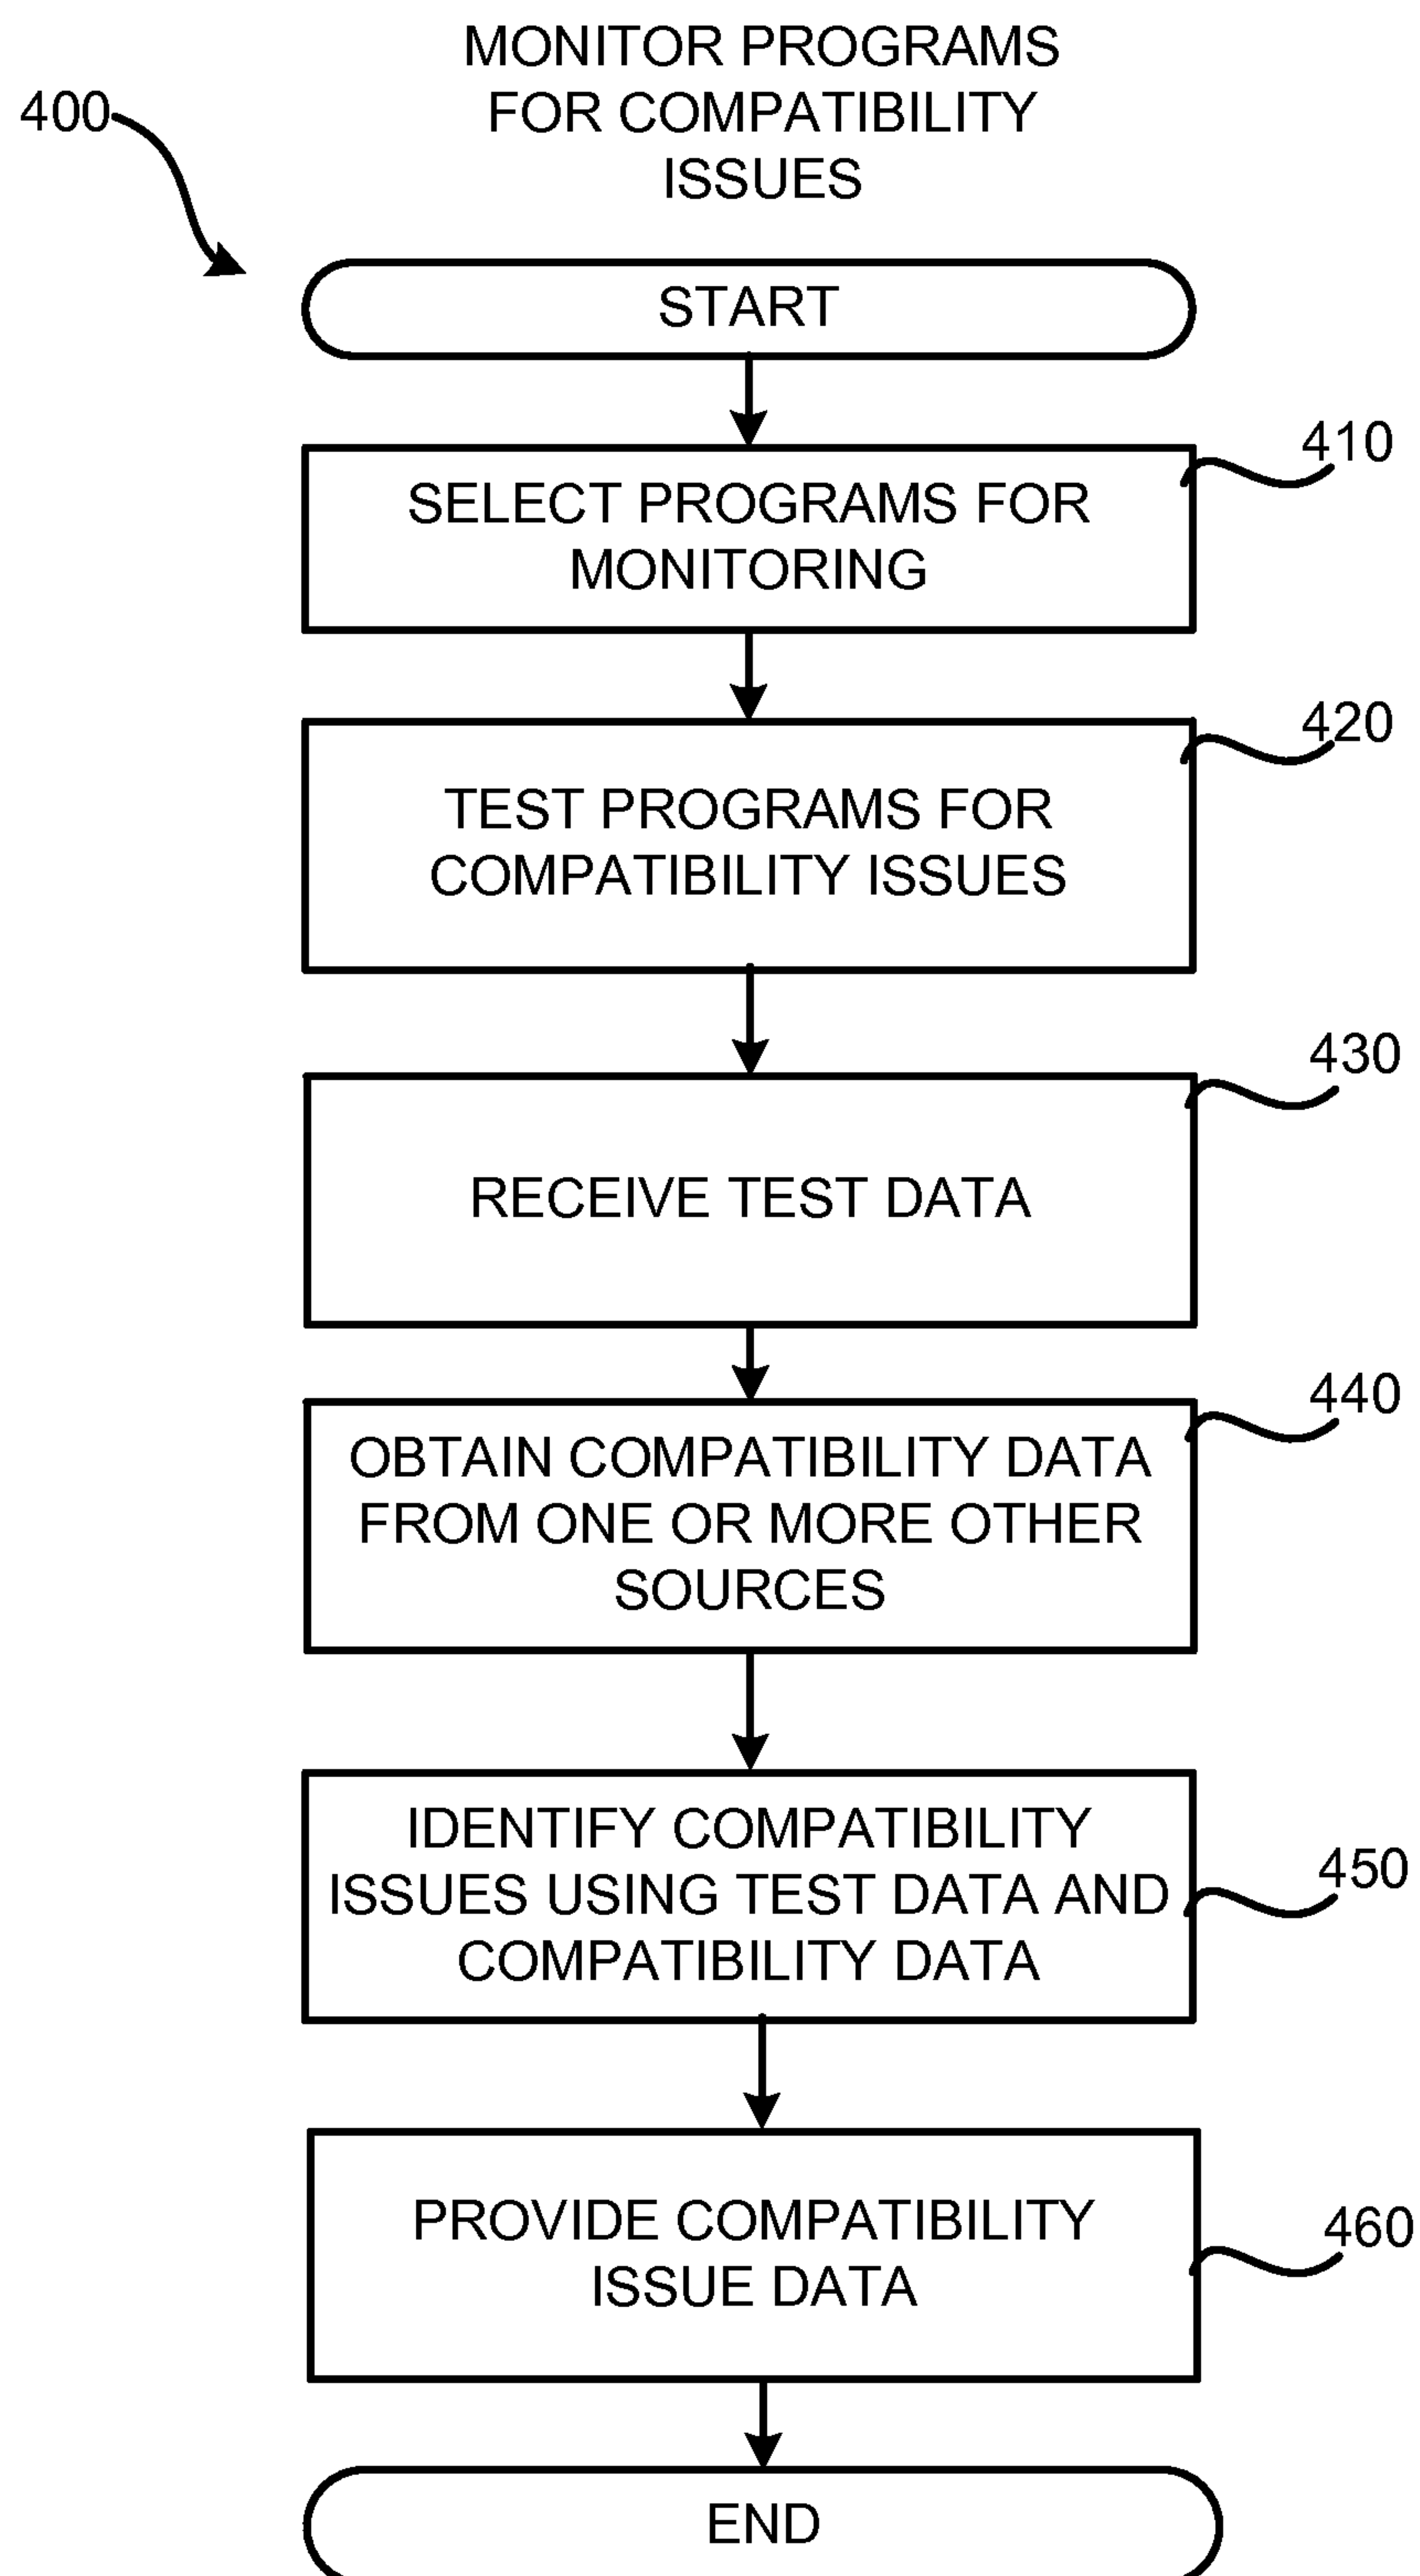 MONITOR PROGRAMS
FOR COMPATIBILITY
ISSUES
400
START
410
SELECT PROGRAMS FOR
MONITORING
420
TEST PROGRAMS FOR
COMPATIBILITY ISSUES
430
RECEIVE TEST DATA
440
OBTAIN COMPATIBILITY DATA
FROM ONE OR MORE OTHER
SOURCES
450
IDENTIFY COMPATIBILITY
ISSUES USING TEST DATA AND
COMPATIBILITY DATA
460
PROVIDE COMPATIBILITY
ISSUE DATA
END